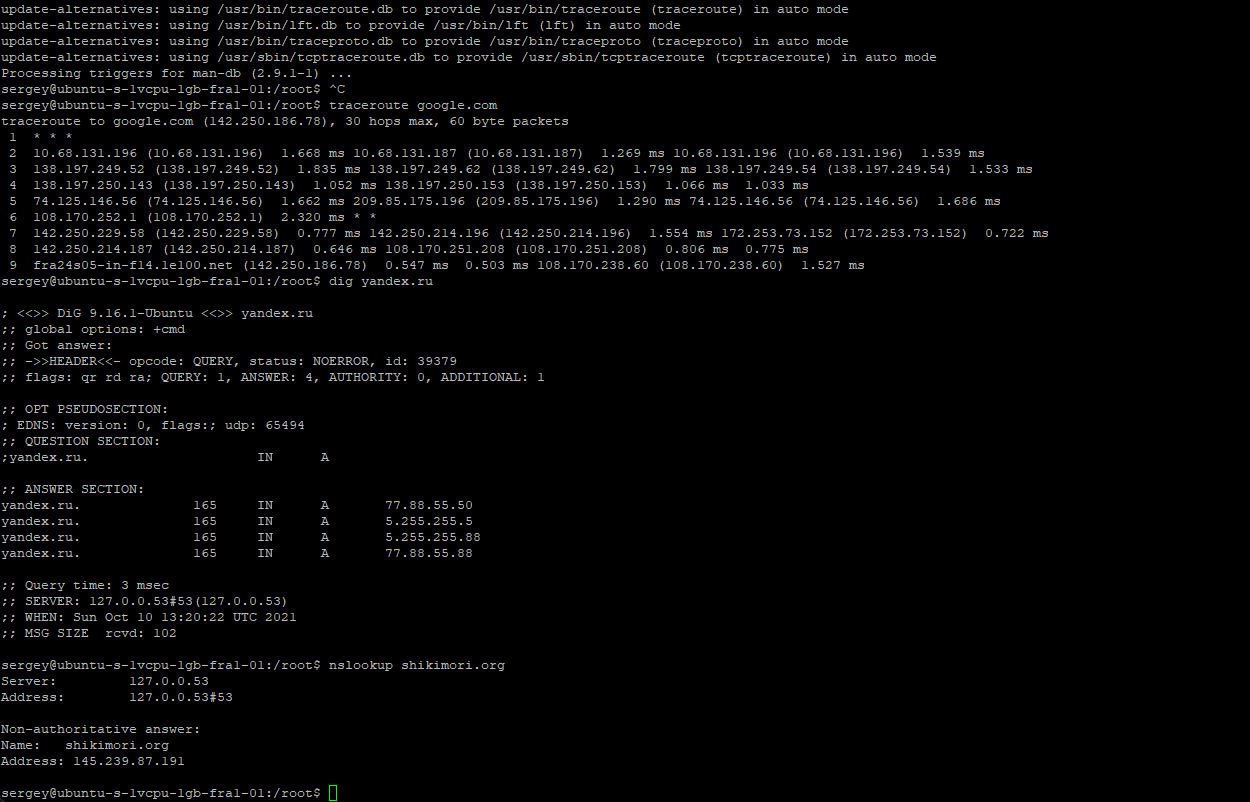 update-alternatives: using /usr/bin/traceroute.db to provide /usr/bin/traceroute (traceroute) in auto mode
update-alternatives: using /usr/bin/lft.db to provide /usr/bin/lft (lft) in auto mode
update-alternatives: using /usr/bin/traceproto.db to provide /usr/bin/traceproto (traceproto) in auto mode
update-alternatives: using /usr/sbin/tcptraceroute.db to provide /usr/sbin/tcptraceroute (tcptraceroute) in auto mode
Processing triggers for man-db (2.9.1-1) ...
sergey@ubuntu-s-1vcpu-1gb-fra1-01:/root$ ^C
sergey@ubuntu-s-1vcpu-1gb-fra1-01:/root$ traceroute google.com
traceroute to google.com (142.250.186.78), 30 hops max, 60 byte packets
 1  * * *
 2  10.68.131.196 (10.68.131.196)  1.668 ms 10.68.131.187 (10.68.131.187)  1.269 ms 10.68.131.196 (10.68.131.196)  1.539 ms
 3  138.197.249.52 (138.197.249.52)  1.835 ms 138.197.249.62 (138.197.249.62)  1.799 ms 138.197.249.54 (138.197.249.54)  1.533 ms
 4  138.197.250.143 (138.197.250.143)  1.052 ms 138.197.250.153 (138.197.250.153)  1.066 ms  1.033 ms
 5  74.125.146.56 (74.125.146.56)  1.662 ms 209.85.175.196 (209.85.175.196)  1.290 ms 74.125.146.56 (74.125.146.56)  1.686 ms
 6  108.170.252.1 (108.170.252.1)  2.320 ms * *
 7  142.250.229.58 (142.250.229.58)  0.777 ms 142.250.214.196 (142.250.214.196)  1.554 ms 172.253.73.152 (172.253.73.152)  0.722 ms
 8  142.250.214.187 (142.250.214.187)  0.646 ms 108.170.251.208 (108.170.251.208)  0.806 ms  0.775 ms
 9  fra24s05-in-f14.1e100.net (142.250.186.78)  0.547 ms  0.503 ms 108.170.238.60 (108.170.238.60)  1.527 ms
sergey@ubuntu-s-1vcpu-1gb-fra1-01:/root$ dig yandex.ru

; <<>> DiG 9.16.1-Ubuntu <<>> yandex.ru
;; global options: +cmd
;; Got answer:
;; ->>HEADER<<- opcode: QUERY, status: NOERROR, id: 39379
;; flags: qr rd ra; QUERY: 1, ANSWER: 4, AUTHORITY: 0, ADDITIONAL: 1

;; OPT PSEUDOSECTION:
; EDNS: version: 0, flags:; udp: 65494
;; QUESTION SECTION:
;yandex.ru.                     IN      A

;; ANSWER SECTION:
yandex.ru.              165     IN      A       77.88.55.50
yandex.ru.              165     IN      A       5.255.255.5
yandex.ru.              165     IN      A       5.255.255.88
yandex.ru.              165     IN      A       77.88.55.88

;; Query time: 3 msec
;; SERVER: 127.0.0.53#53(127.0.0.53)
;; WHEN: Sun Oct 10 13:20:22 UTC 2021
;; MSG SIZE  rcvd: 102

sergey@ubuntu-s-1vcpu-1gb-fra1-01:/root$ nslookup shikimori.org
Server:         127.0.0.53
Address:        127.0.0.53#53

Non-authoritative answer:
Name:   shikimori.org
Address: 145.239.87.191

sergey@ubuntu-s-1vcpu-1gb-fra1-01:/root$